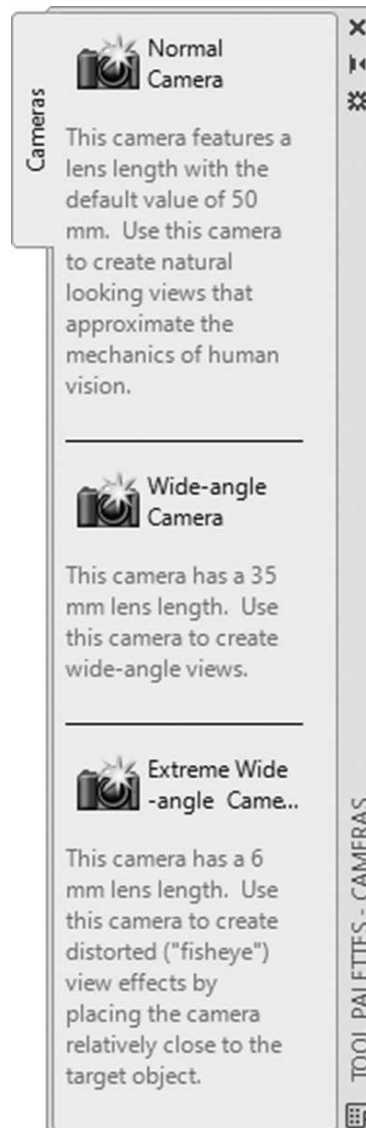 Cameras
Normal
Camera
This camera features a
lens length with the
default value of 50
mm.  Use this camera
to create natural
looking views that
approximate the
mechanics of human
vision.
Wide-angle
Camera
This camera has a 35
mm lens length.  Use
this camera to create
wide-angle views.
Extreme Wide
-angle  Came...
This camera has a 6
mm lens length.  Use
this camera to create
distorted ("fisheye")
view effects by
placing the camera
relatively close to the
target object.
TOOL PALETTES - CAMERAS